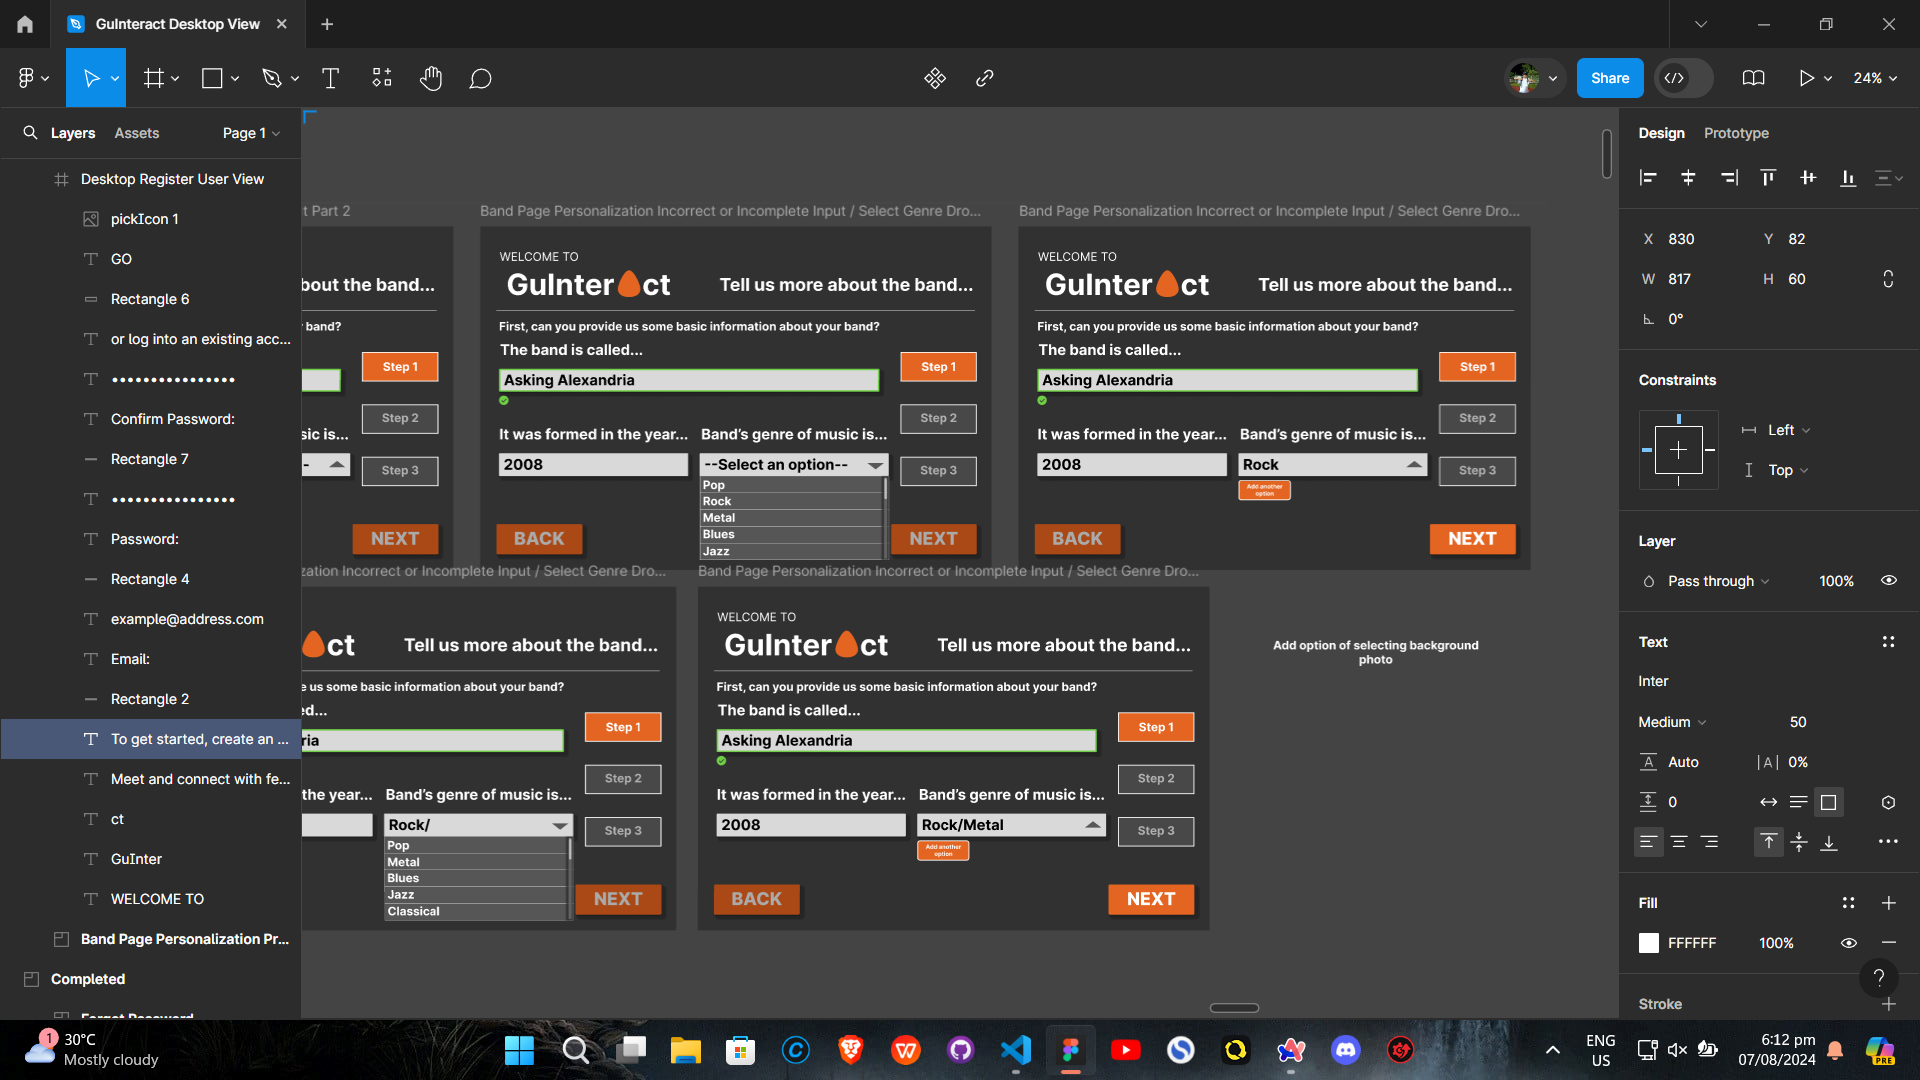 GuInteract Desktop View
Share
24%
Layers
Assets
Page 1
Design
Prototype
Desktop Register User View
pickIcon 1
GO
Rectangle 6
or log into an existing acc...
••••••••••••••••
Confirm Password:
Rectangle 7
••••••••••••••••
Password:
Rectangle 4
example@address.com
Email:
Rectangle 2
To get started, create an ...
Meet and connect with fe...
ct
GuInter
WELCOME TO
Band Page Personalization Pr...
Completed
Forgot Password
t Part 2
bout the band...
band?
Step 1
Step 2
sic is...
-
Step 3
NEXT
Band Page Personalization Incorrect or Incomplete Input / Select Genre Dro...
WELCOME TO
GuInter ct
Tell us more about the band...
First, can you provide us some basic information about your band?
The band is called...
Asking Alexandria
Step 1
Step 2
It was formed in the year...
Band's genre of music is...
2008
--Select an option--
Step 3
Pop
Rock
Metal
Blues
Jazz
BACK
NEXT
Band Page Personalization Incorrect or Incomplete Input / Select Genre Dro...
WELCOME TO
GuInter ct
Tell us more about the band...
First, can you provide us some basic information about your band?
The band is called...
Asking Alexandria
Step 1
Step 2
It was formed in the year...
Band's genre of music is...
2008
Rock
Step 3
Add another
option
BACK
NEXT
zation Incorrect or Incomplete Input / Select Genre Dro...
ct
Tell us more about the band...
e us some basic information about your band?
ed...
ria
Step 1
Step 2
the year...
Band's genre of music is...
Rock/
Step 3
Pop
Metal
Blues
Jazz
Classical
NEXT
Band Page Personalization Incorrect or Incomplete Input / Select Genre Dro...
WELCOME TO
GuInter ct
Tell us more about the band...
First, can you provide us some basic information about your band?
The band is called...
Asking Alexandria
Step 1
Step 2
It was formed in the year...
Band's genre of music is...
2008
Rock/Metal
Step 3
Add another
option
BACK
NEXT
Add option of selecting background
photo
X 830
Y 82
W 817
H 60
0°
Constraints
Left
Top
Layer
Pass through
100%
Text
Inter
Medium
50
Auto
|A| 0%
0
Fill
FFFFFF
100%
?
Stroke
1
30°C
Mostly cloudy
ENG
US
6:12 pm
07/08/2024
PRE